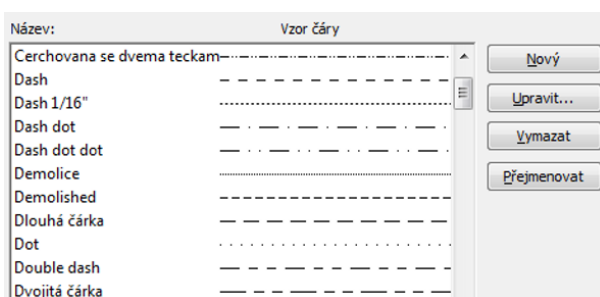 Název: Vzor čáry
Cerchovana se dvema teckam
Nový
Dash
Dash 1/16"
Upravit...
Dash dot
Vymazat
Dash dot dot
Demolice
Přejmenovat
Demolished
Dlouhá čárka
Dot
Double dash
Dvojitá čárka